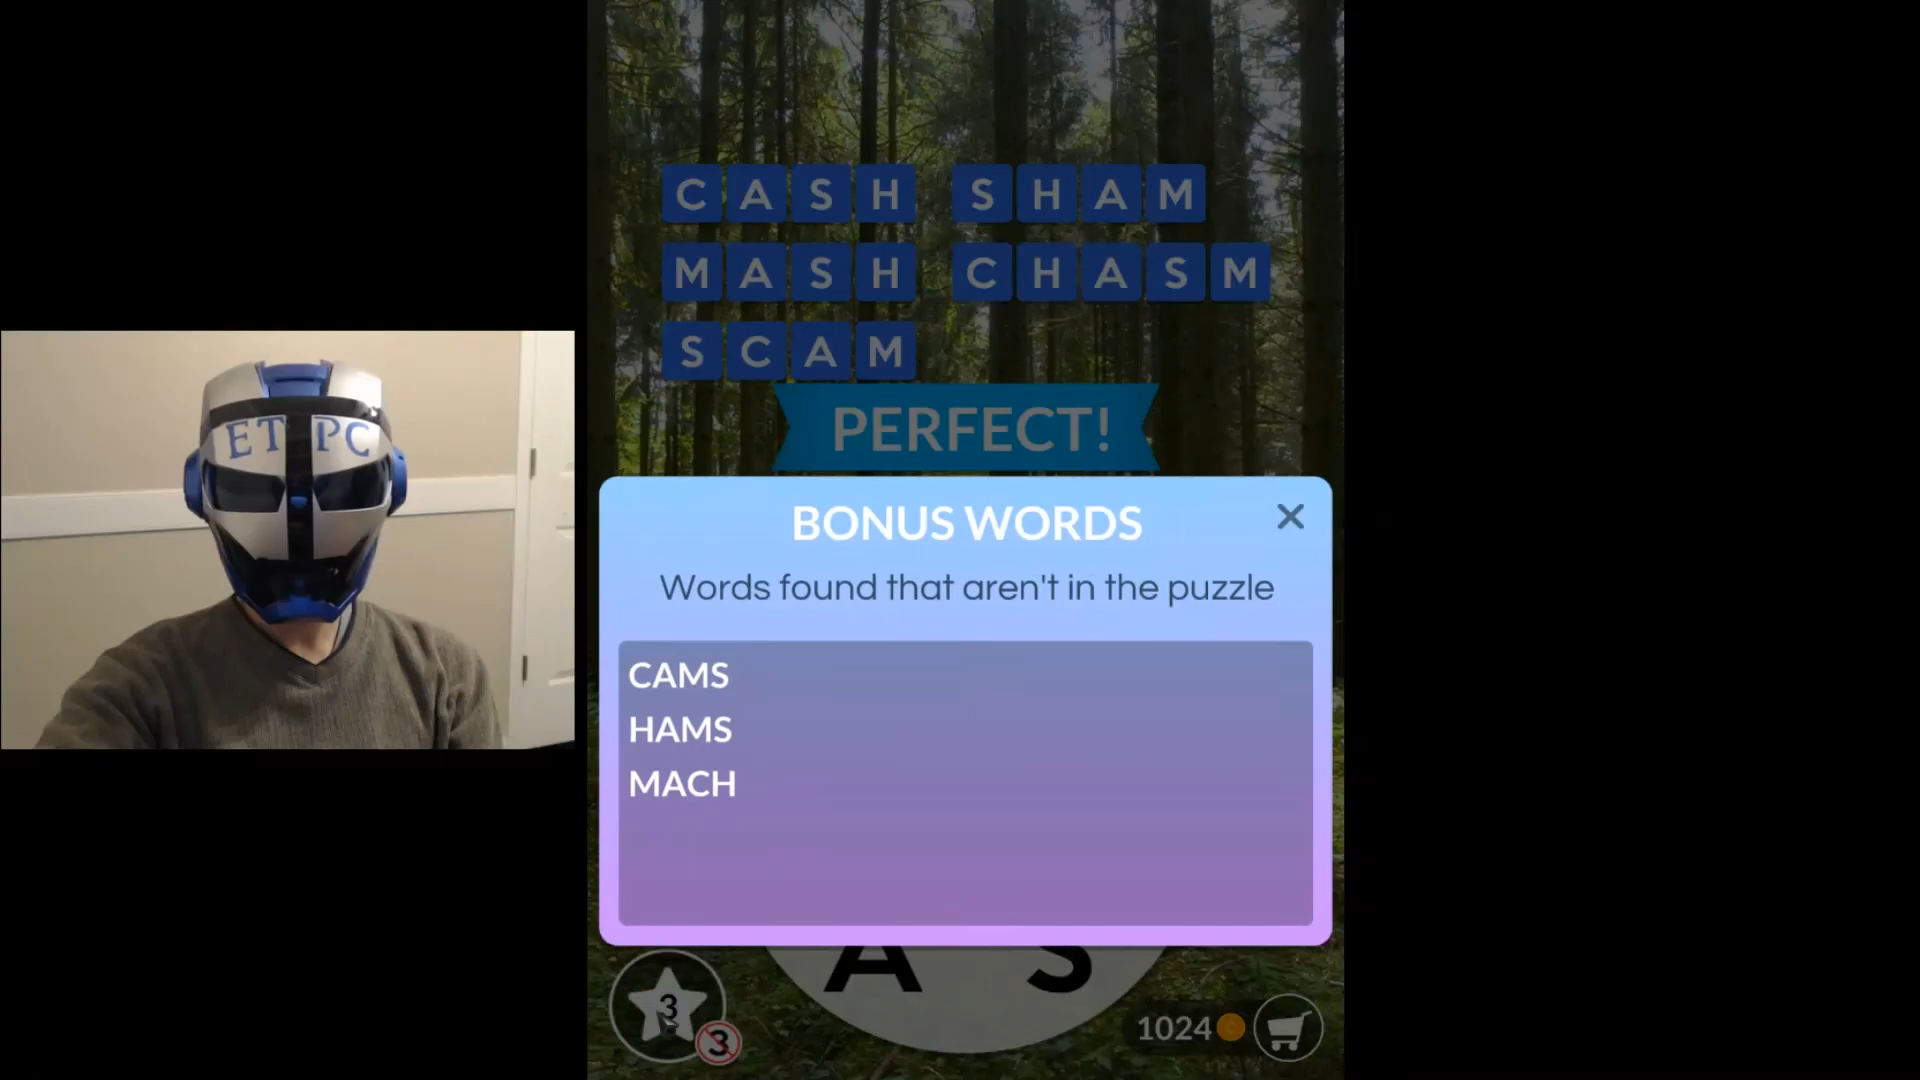 CASH SHAM
MASH CHASM
SCAM
PERFECT!
ET PC
BONUS WORDS
Words found that aren't in the puzzle
CAMS
HAMS
MACH
A S
3
3
1024